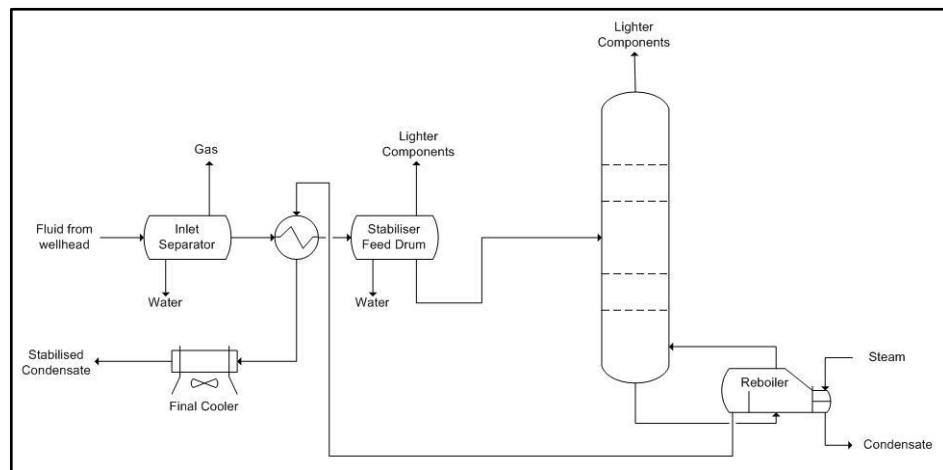 Lighter
Components
Gas
Lighter
Components
Fluid from
wellhead
Inlet
Separator
Stabiliser
Feed Drum
Water
Water
Stabilised
Condensate
Final Cooler
Steam
Reboiler
Condensate